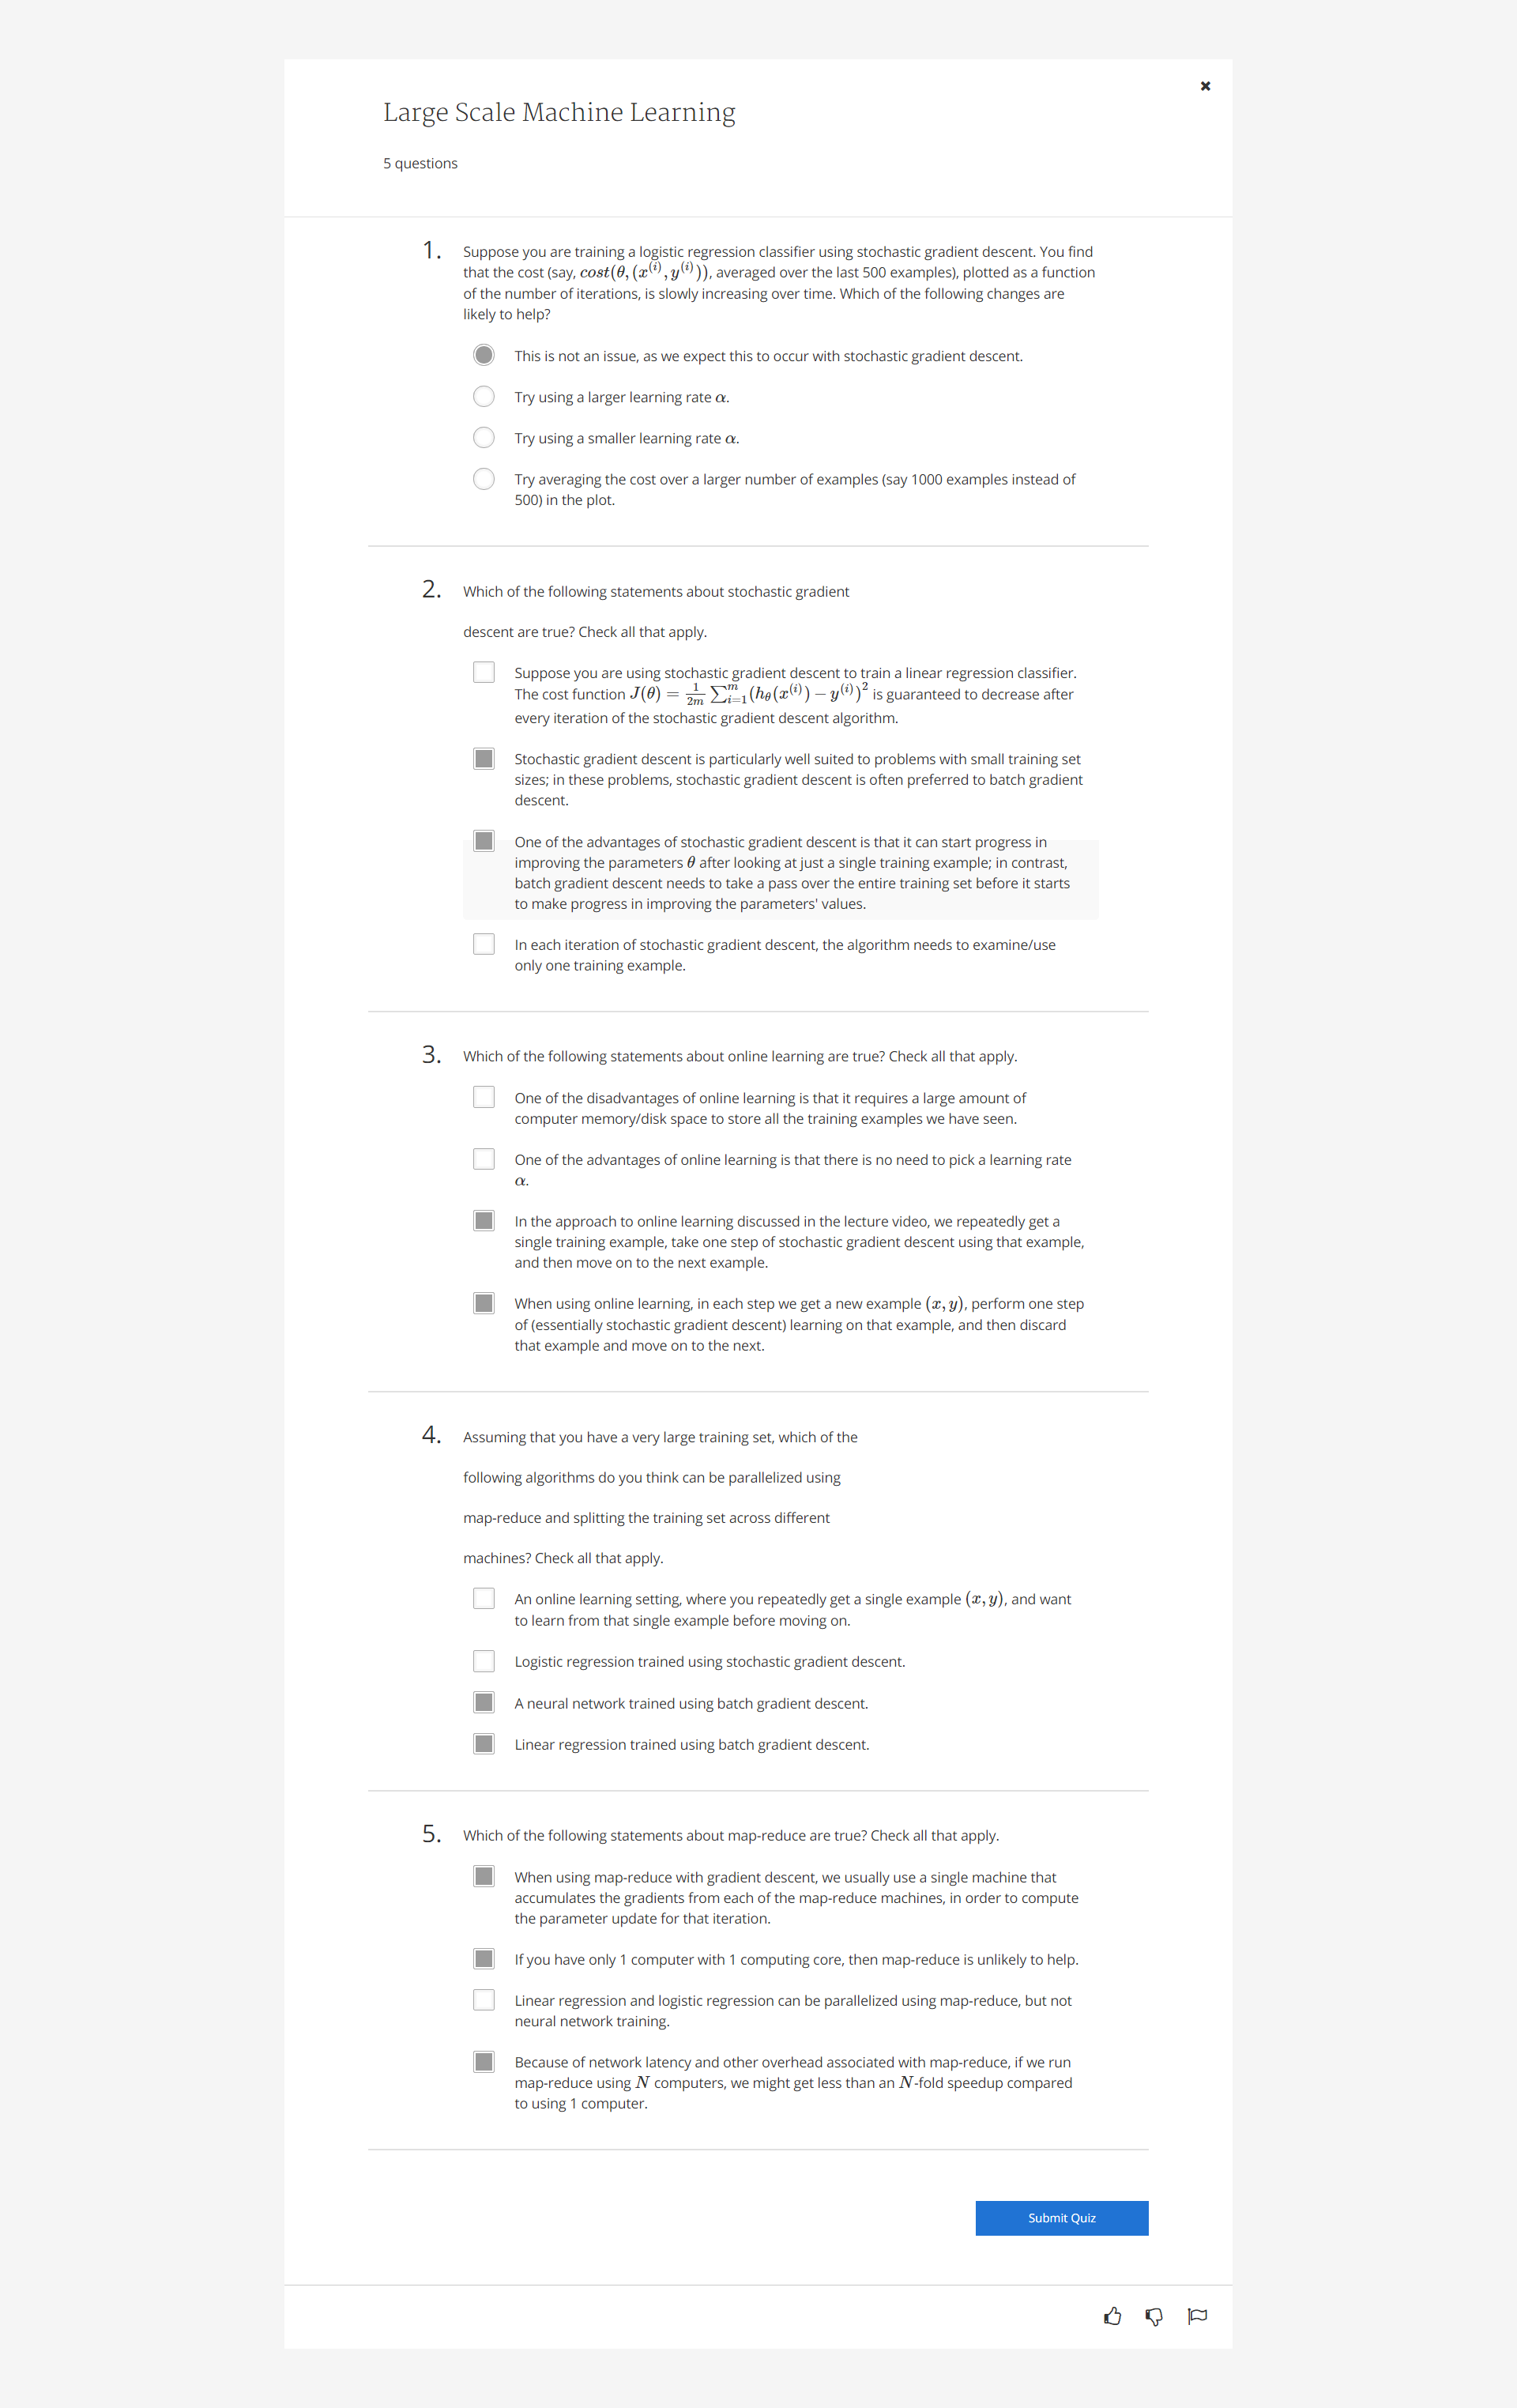 Large Scale Machine Learning
5 questions
1.
Suppose you are training a logistic regression classifier using stochastic gradient descent. You find
that the cost (say, cost(θ, (x^(i), y^(i))), averaged over the last 500 examples), plotted as a function
of the number of iterations, is slowly increasing over time. Which of the following changes are
likely to help?
This is not an issue, as we expect this to occur with stochastic gradient descent.
Try using a larger learning rate α.
Try using a smaller learning rate α.
Try averaging the cost over a larger number of examples (say 1000 examples instead of
500) in the plot.
2.
Which of the following statements about stochastic gradient
descent are true? Check all that apply.
Suppose you are using stochastic gradient descent to train a linear regression classifier.
The cost function J(θ) = 1/2m ∑_{i=1}^m (h_θ(x^(i)) − y^(i))^2 is guaranteed to decrease after
every iteration of the stochastic gradient descent algorithm.
Stochastic gradient descent is particularly well suited to problems with small training set
sizes; in these problems, stochastic gradient descent is often preferred to batch gradient
descent.
One of the advantages of stochastic gradient descent is that it can start progress in
improving the parameters θ after looking at just a single training example; in contrast,
batch gradient descent needs to take a pass over the entire training set before it starts
to make progress in improving the parameters' values.
In each iteration of stochastic gradient descent, the algorithm needs to examine/use
only one training example.
3.
Which of the following statements about online learning are true? Check all that apply.
One of the disadvantages of online learning is that it requires a large amount of
computer memory/disk space to store all the training examples we have seen.
One of the advantages of online learning is that there is no need to pick a learning rate
α.
In the approach to online learning discussed in the lecture video, we repeatedly get a
single training example, take one step of stochastic gradient descent using that example,
and then move on to the next example.
When using online learning, in each step we get a new example (x, y), perform one step
of (essentially stochastic gradient descent) learning on that example, and then discard
that example and move on to the next.
4.
Assuming that you have a very large training set, which of the
following algorithms do you think can be parallelized using
map-reduce and splitting the training set across different
machines? Check all that apply.
An online learning setting, where you repeatedly get a single example (x, y), and want
to learn from that single example before moving on.
Logistic regression trained using stochastic gradient descent.
A neural network trained using batch gradient descent.
Linear regression trained using batch gradient descent.
5.
Which of the following statements about map-reduce are true? Check all that apply.
When using map-reduce with gradient descent, we usually use a single machine that
accumulates the gradients from each of the map-reduce machines, in order to compute
the parameter update for that iteration.
If you have only 1 computer with 1 computing core, then map-reduce is unlikely to help.
Linear regression and logistic regression can be parallelized using map-reduce, but not
neural network training.
Because of network latency and other overhead associated with map-reduce, if we run
map-reduce using N computers, we might get less than an N-fold speedup compared
to using 1 computer.
Submit Quiz